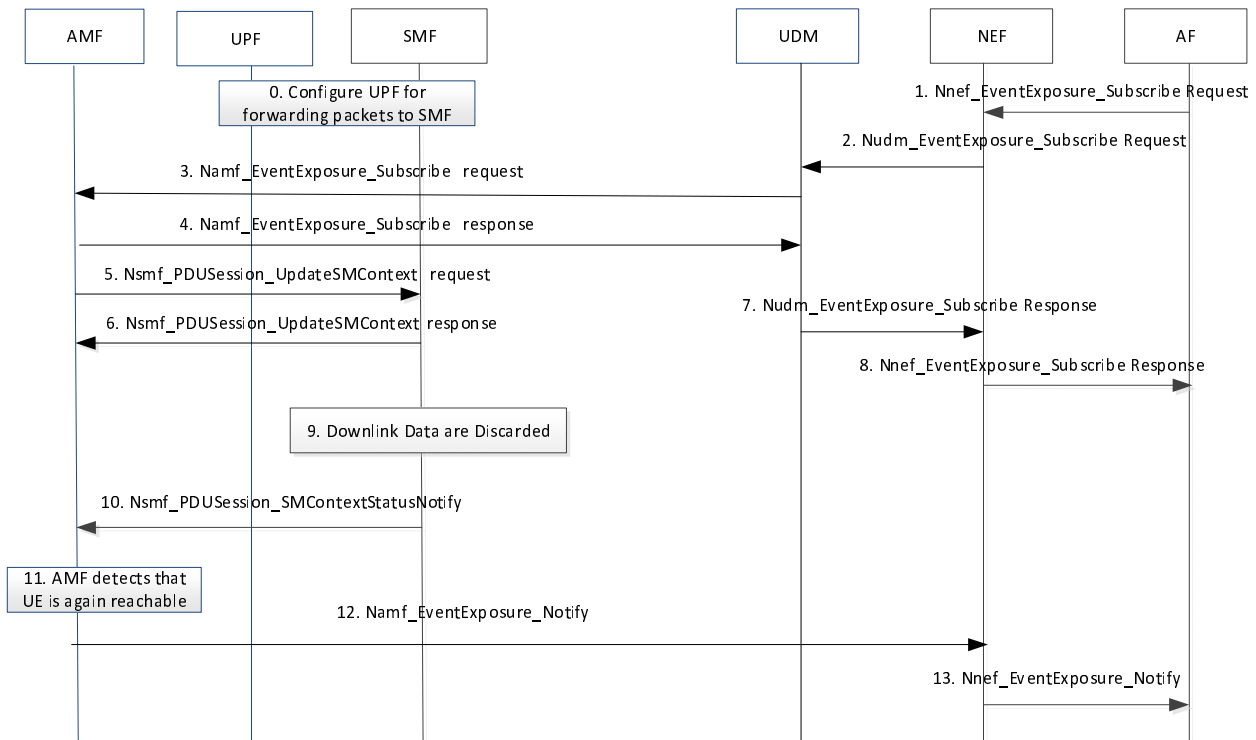 AMF
UPF
SMF
UDM
NEF
AF
0. Configure UPF for
forwarding packets to SMF
1. Nnef_EventExposure_Subscribe Request
2. Nudm_EventExposure_Subscribe Request
3. Namf_EventExposure_Subscribe request
4. Namf_EventExposure_Subscribe response
5. Nsmf_PDUSession_UpdateSMContext request
6. Nsmf_PDUSession_UpdateSMContext response
7. Nudm_EventExposure_Subscribe Response
8. Nnef_EventExposure_Subscribe Response
9. Downlink Data are Discarded
10. Nsmf_PDUSession_SMContextStatusNotify
11. AMF detects that
UE is again reachable
12. Namf_EventExposure_Notify
13. Nnef_EventExposure_Notify